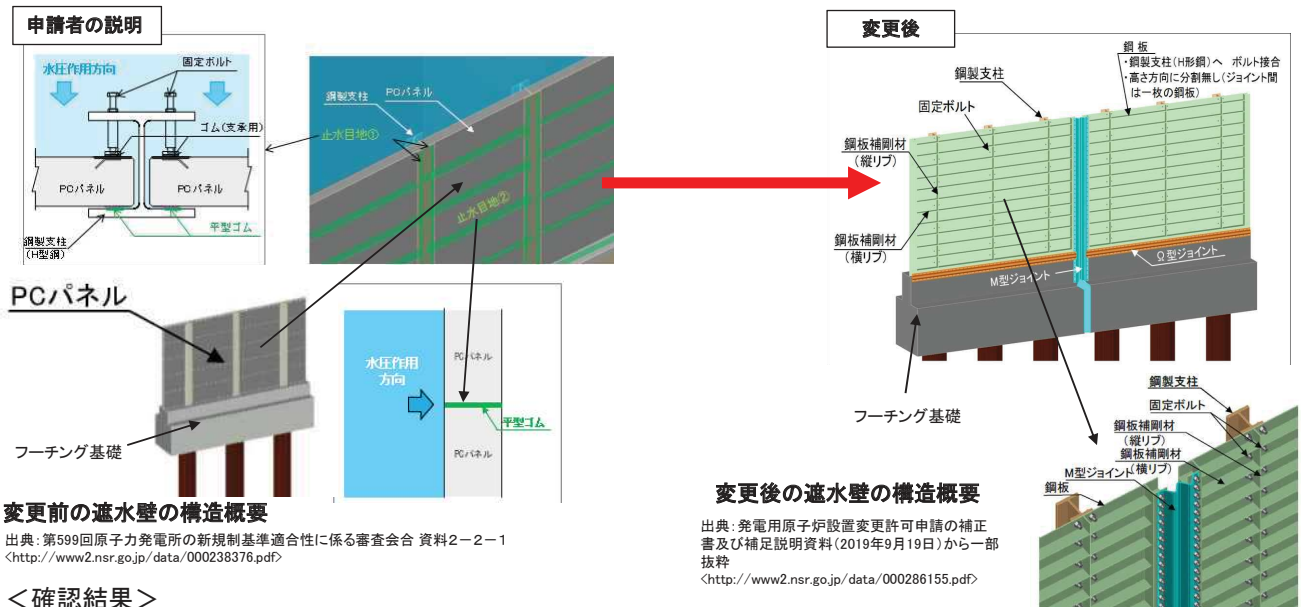 申請者の説明
水圧作用方向
固定ボルト
ゴム(支承用)
PCパネル
PCパネル
平型ゴム
鋼製支柱
(H型鋼)
鋼製支柱
PCパネル
止水目地①
止水目地②
PCパネル
フーチング基礎
水圧作用
方向
PCパネル
平型ゴム
PCパネル
変更前の遮水壁の構造概要
出典:第599回原子力発電所の新規制基準適合性に係る審査会合 資料2-2-1
<http://www2.nsr.go.jp/data/000238376.pdf>
<確認結果>
変更後
鋼 板
・鋼製支柱(H形鋼)へ ボルト接合
・高さ方向に分割無し(ジョイント間
は一枚の鋼板)
鋼製支柱
固定ボルト
鋼板補剛材
(縦リブ)
鋼板補剛材
(横リブ)
Ω型ジョイント
M型ジョイント
フーチング基礎
鋼製支柱
固定ボルト
鋼板補剛材
(縦リブ)
鋼板補剛材
(横リブ)
M型ジョイント
鋼板
変更後の遮水壁の構造概要
出典:発電用原子炉設置変更許可申請の補正
書及び補足説明資料(2019年9月19日)から一部
抜粋
<http://www2.nsr.go.jp/data/000286155.pdf>